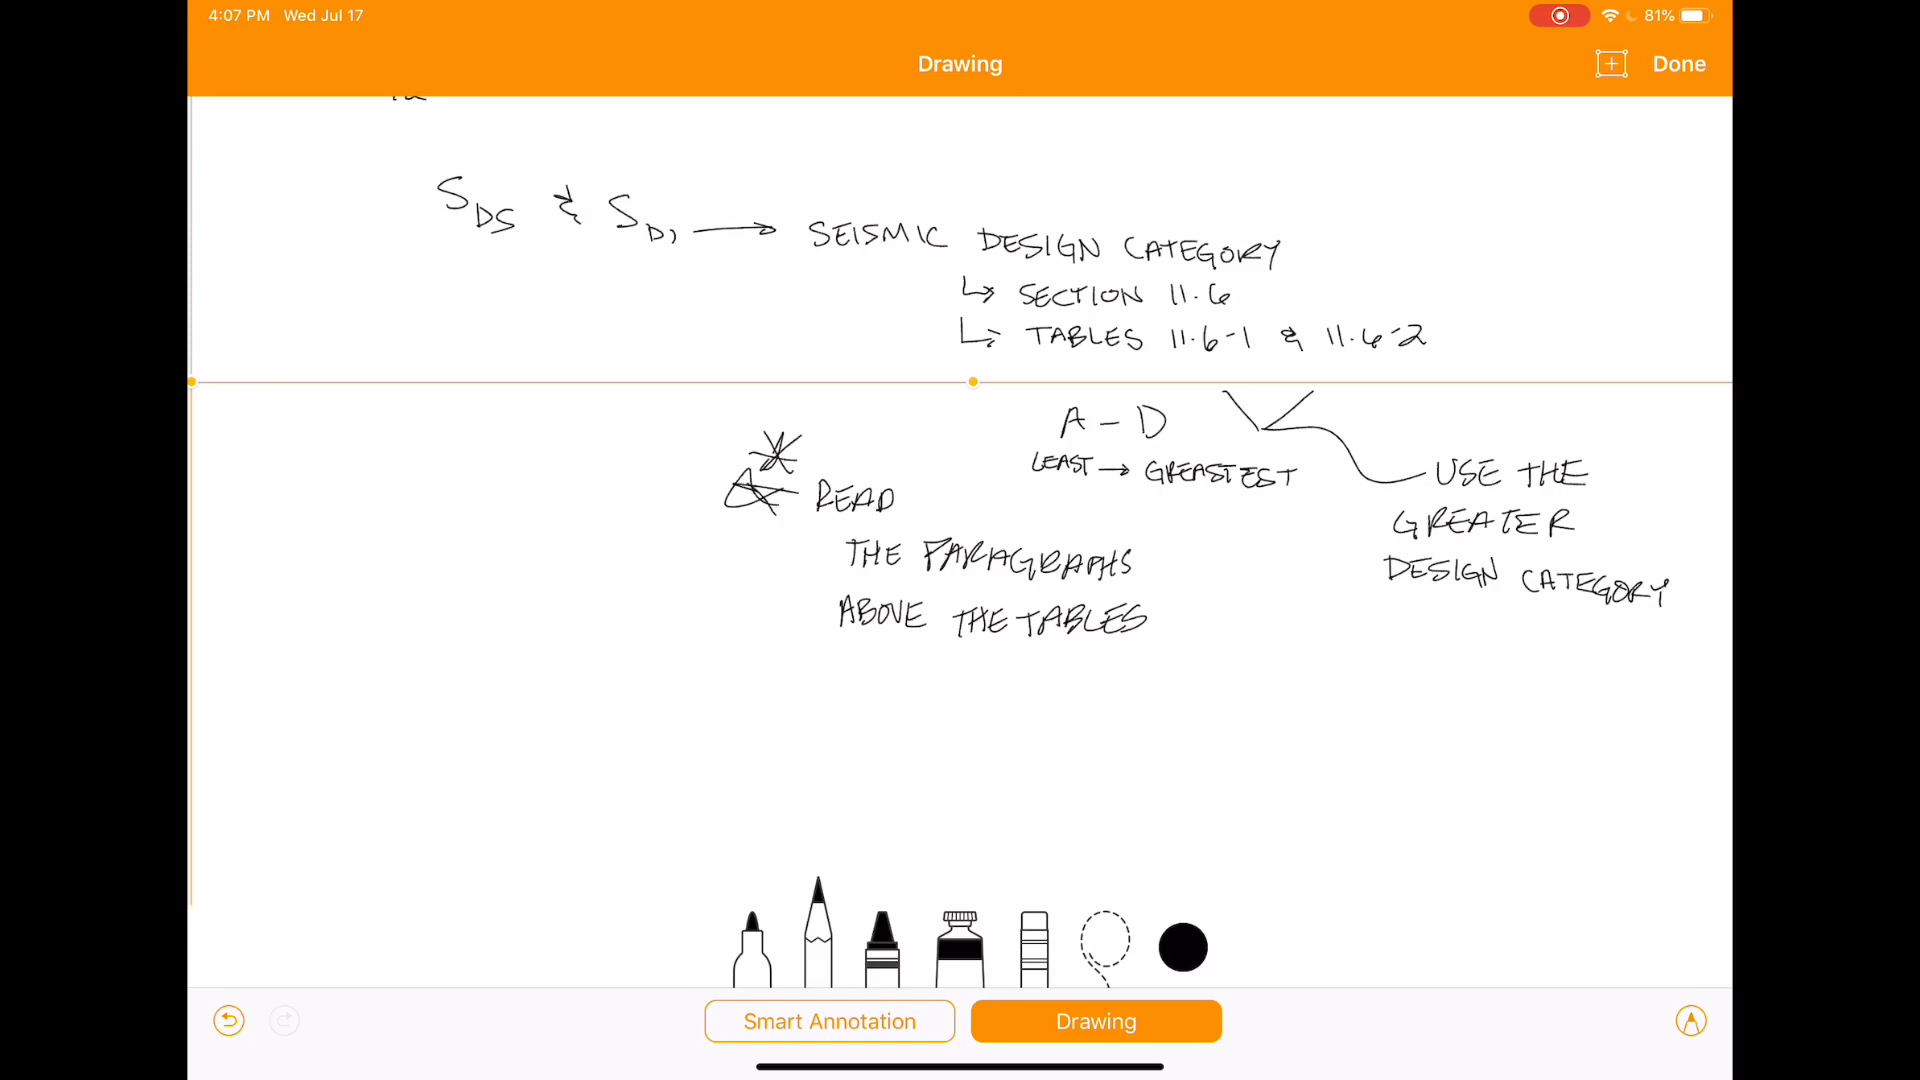 4:07 PM Wed Jul 17
81%
Drawing
Done
SDS & SD1 → SEISMIC DESIGN CATEGORY
↳ SECTION 11.6
↳ TABLES 11.6-1 & 11.6-2
A - D
LEAST → GREASTEST
USE THE
GREATER
DESIGN CATEGORY
* READ
THE PARAGRAPHS
ABOVE THE TABLES
Smart Annotation
Drawing